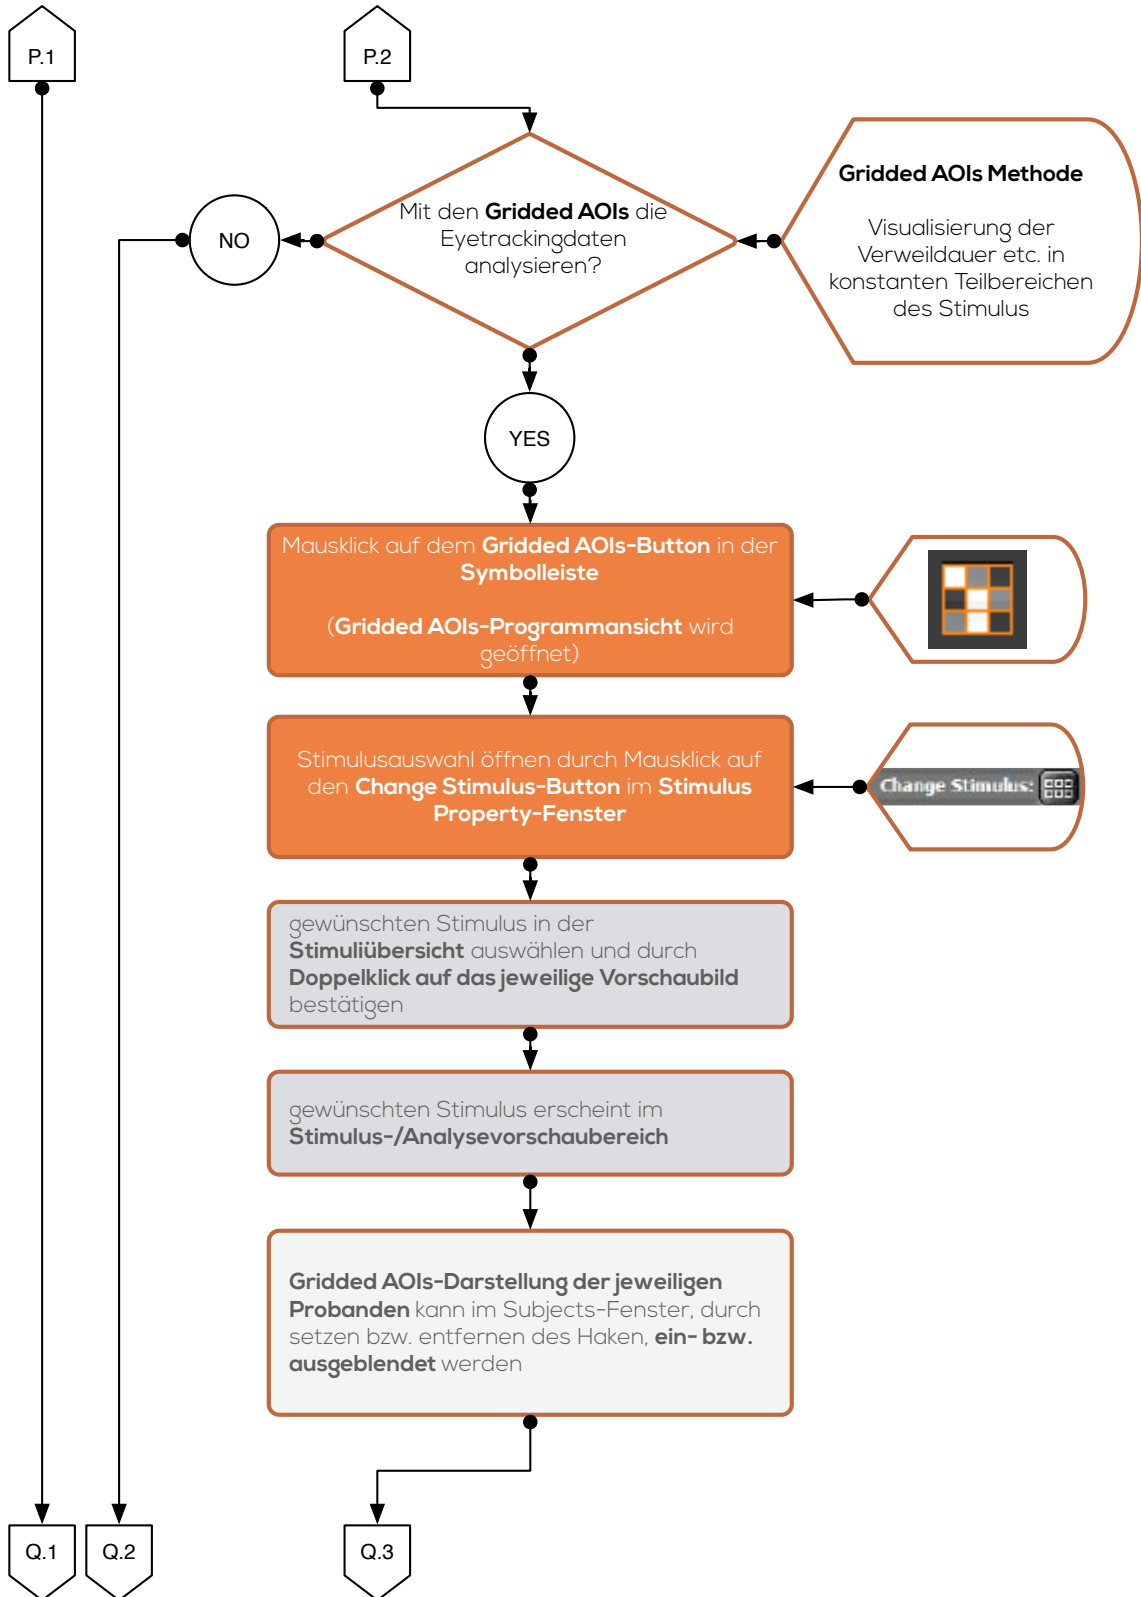 P.1
P.2
Mit den Gridded AOIs die
Eyetrackingdaten
analysieren?
NO
Gridded AOIs Methode
Visualisierung der
Verweildauer etc. in
konstanten Teilbereichen
des Stimulus
YES
Mausklick auf dem Gridded AOIs-Button in der
Symbolleiste
(Gridded AOIs-Programmansicht wird
geöffnet)
Stimulusauswahl öffnen durch Mausklick auf
den Change Stimulus-Button im Stimulus
Property-Fenster
Change Stimulus:
gewünschten Stimulus in der
Stimuliübersicht auswählen und durch
Doppelklick auf das jeweilige Vorschaubild
bestätigen
gewünschten Stimulus erscheint im
Stimulus-/Analysevorschaubereich
Gridded AOIs-Darstellung der jeweiligen
Probanden kann im Subjects-Fenster, durch
setzen bzw. entfernen des Haken, ein- bzw.
ausgeblendet werden
Q.1
Q.2
Q.3